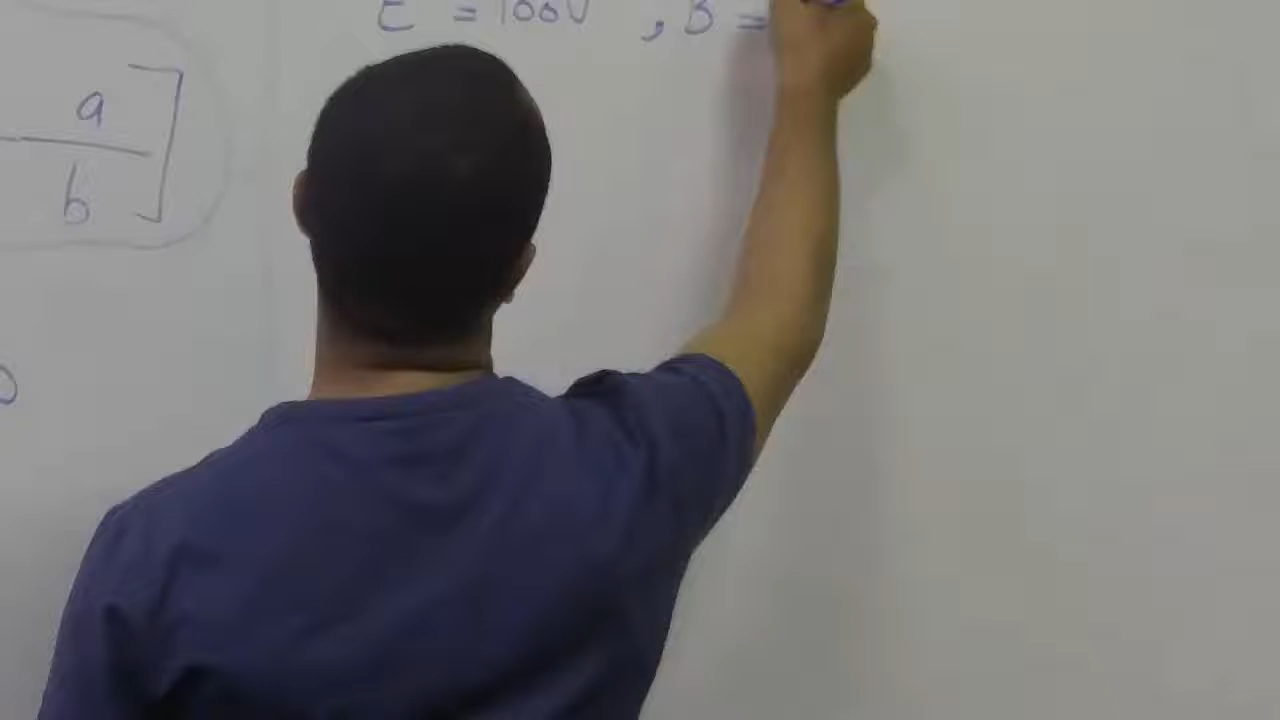 E = 100V , B =
a
b